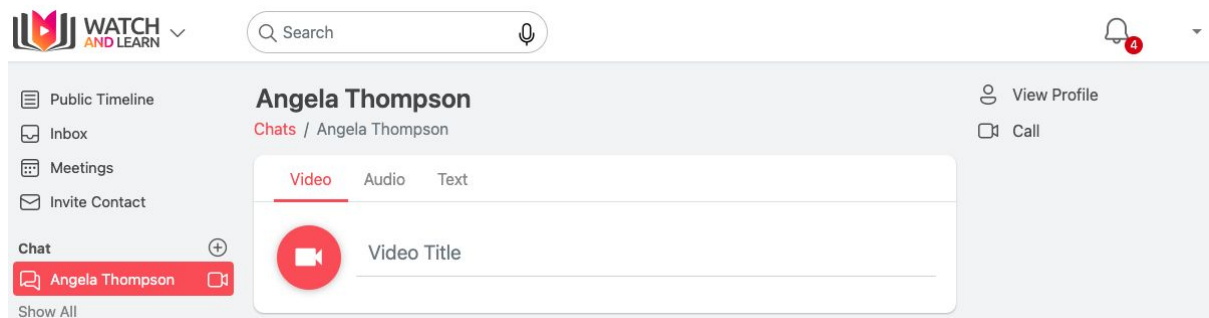 WATCH
AND LEARN
Search
4
Public Timeline
Inbox
Meetings
Invite Contact
Chat
Angela Thompson
Show All
Angela Thompson
Chats / Angela Thompson
Video Audio Text
Video Title
View Profile
Call